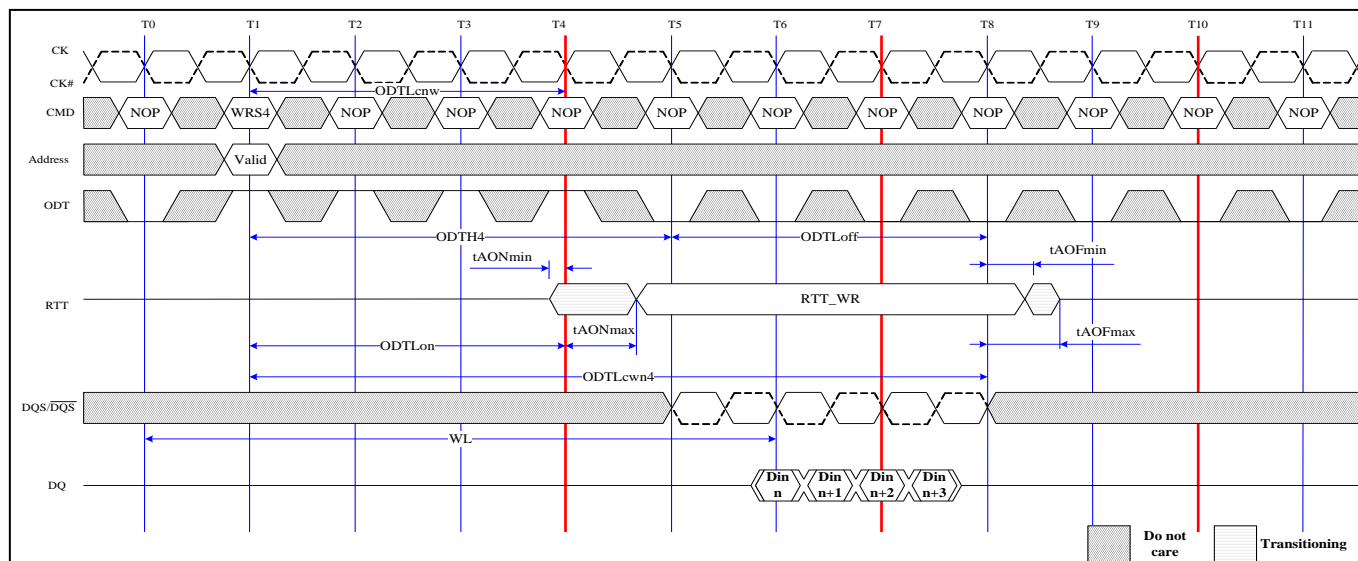 T0 T1 T2 T3 T4 T5 T6 T7 T8 T9 T10 T11
CK
CK#
ODTLcnw
CMD NOP WRS4 NOP NOP NOP NOP NOP NOP NOP NOP NOP NOP
Address Valid
ODT
ODTH4 ODTLoff
tAONmin tAOFmin
RTT RTT_WR
tAONmax tAOFmax
ODTLon
ODTLcwn4
DQS/DQS
WL
DQ Din n Din n+1 Din n+2 Din n+3
Do not care Transitioning